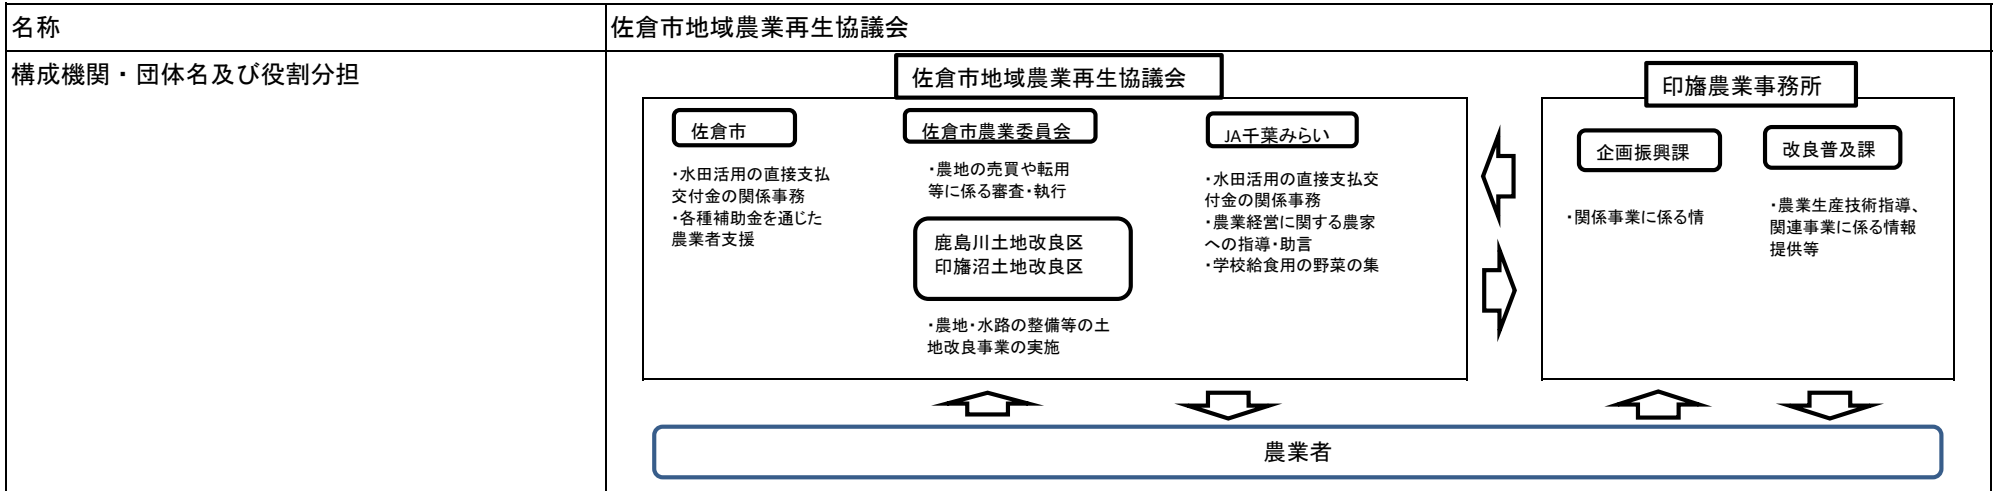 名称
佐倉市地域農業再生協議会
構成機関・団体名及び役割分担
佐倉市地域農業再生協議会
佐倉市
・水田活用の直接支払
交付金の関係事務
・各種補助金を通じた
農業者支援
佐倉市農業委員会
・農地の売買や転用
等に係る審査・執行
鹿島川土地改良区
印旛沼土地改良区
・農地・水路の整備等の土
地改良事業の実施
JA千葉みらい
・水田活用の直接支払交
付金の関係事務
・農業経営に関する農家
への指導・助言
・学校給食用の野菜の集
印旛農業事務所
企画振興課
・関係事業に係る情
改良普及課
・農業生産技術指導、
関連事業に係る情報
提供等
農業者